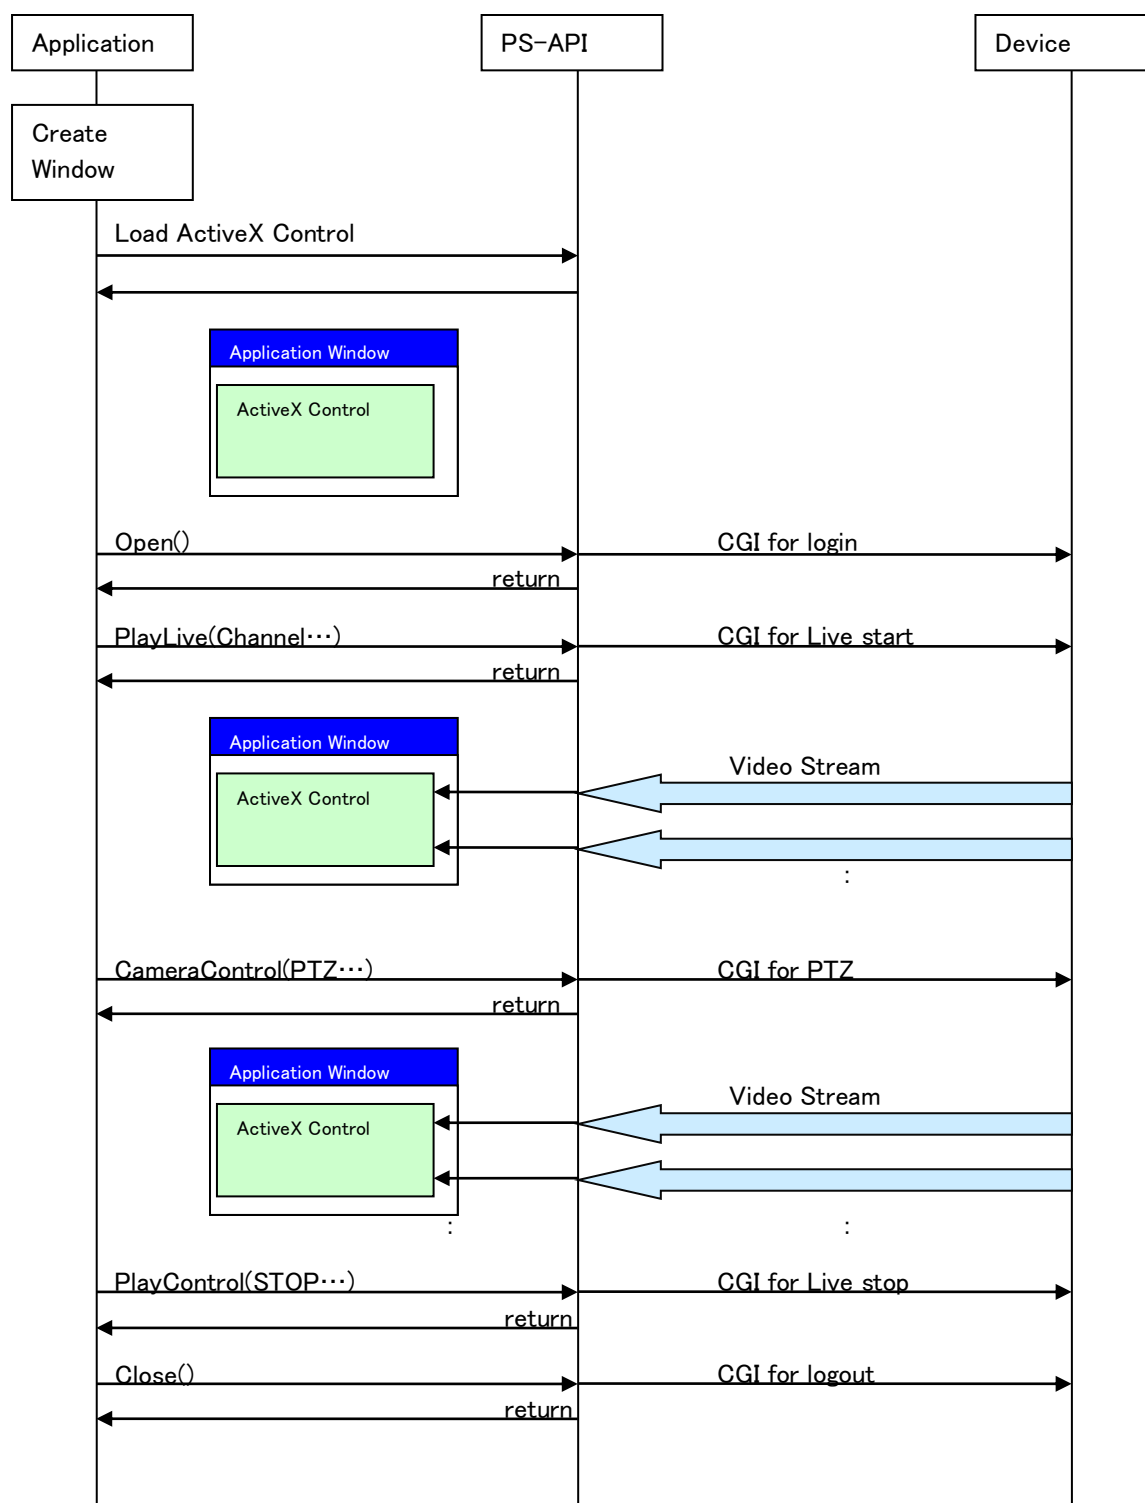 Application
PS-API
Device
Create
Window
Load ActiveX Control
Application Window
ActiveX Control
Open()
CGI for login
return
PlayLive(Channel…)
CGI for Live start
return
Application Window
Video Stream
ActiveX Control
:
CameraControl(PTZ…)
CGI for PTZ
return
Application Window
Video Stream
ActiveX Control
:
:
PlayControl(STOP…)
CGI for Live stop
return
Close()
CGI for logout
return